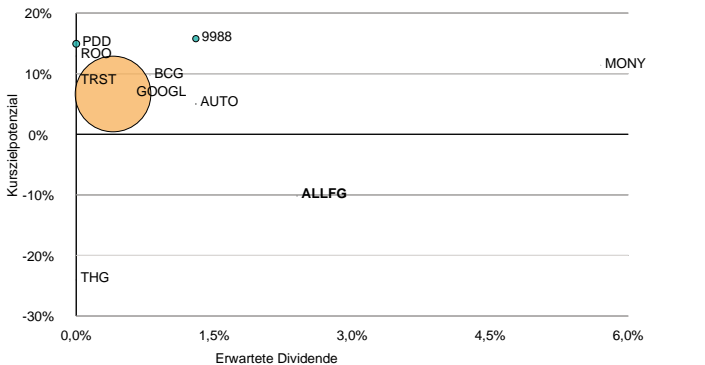 20%
PDD
9988
ROO
MONY
10%
TRST
BCG
GOOGL
AUTO
0%
Kurszielpotenzial
-10%
ALLFG
-20%
THG
-30%
0,0%
1,5%
3,0%
4,5%
6,0%
Erwartete Dividende